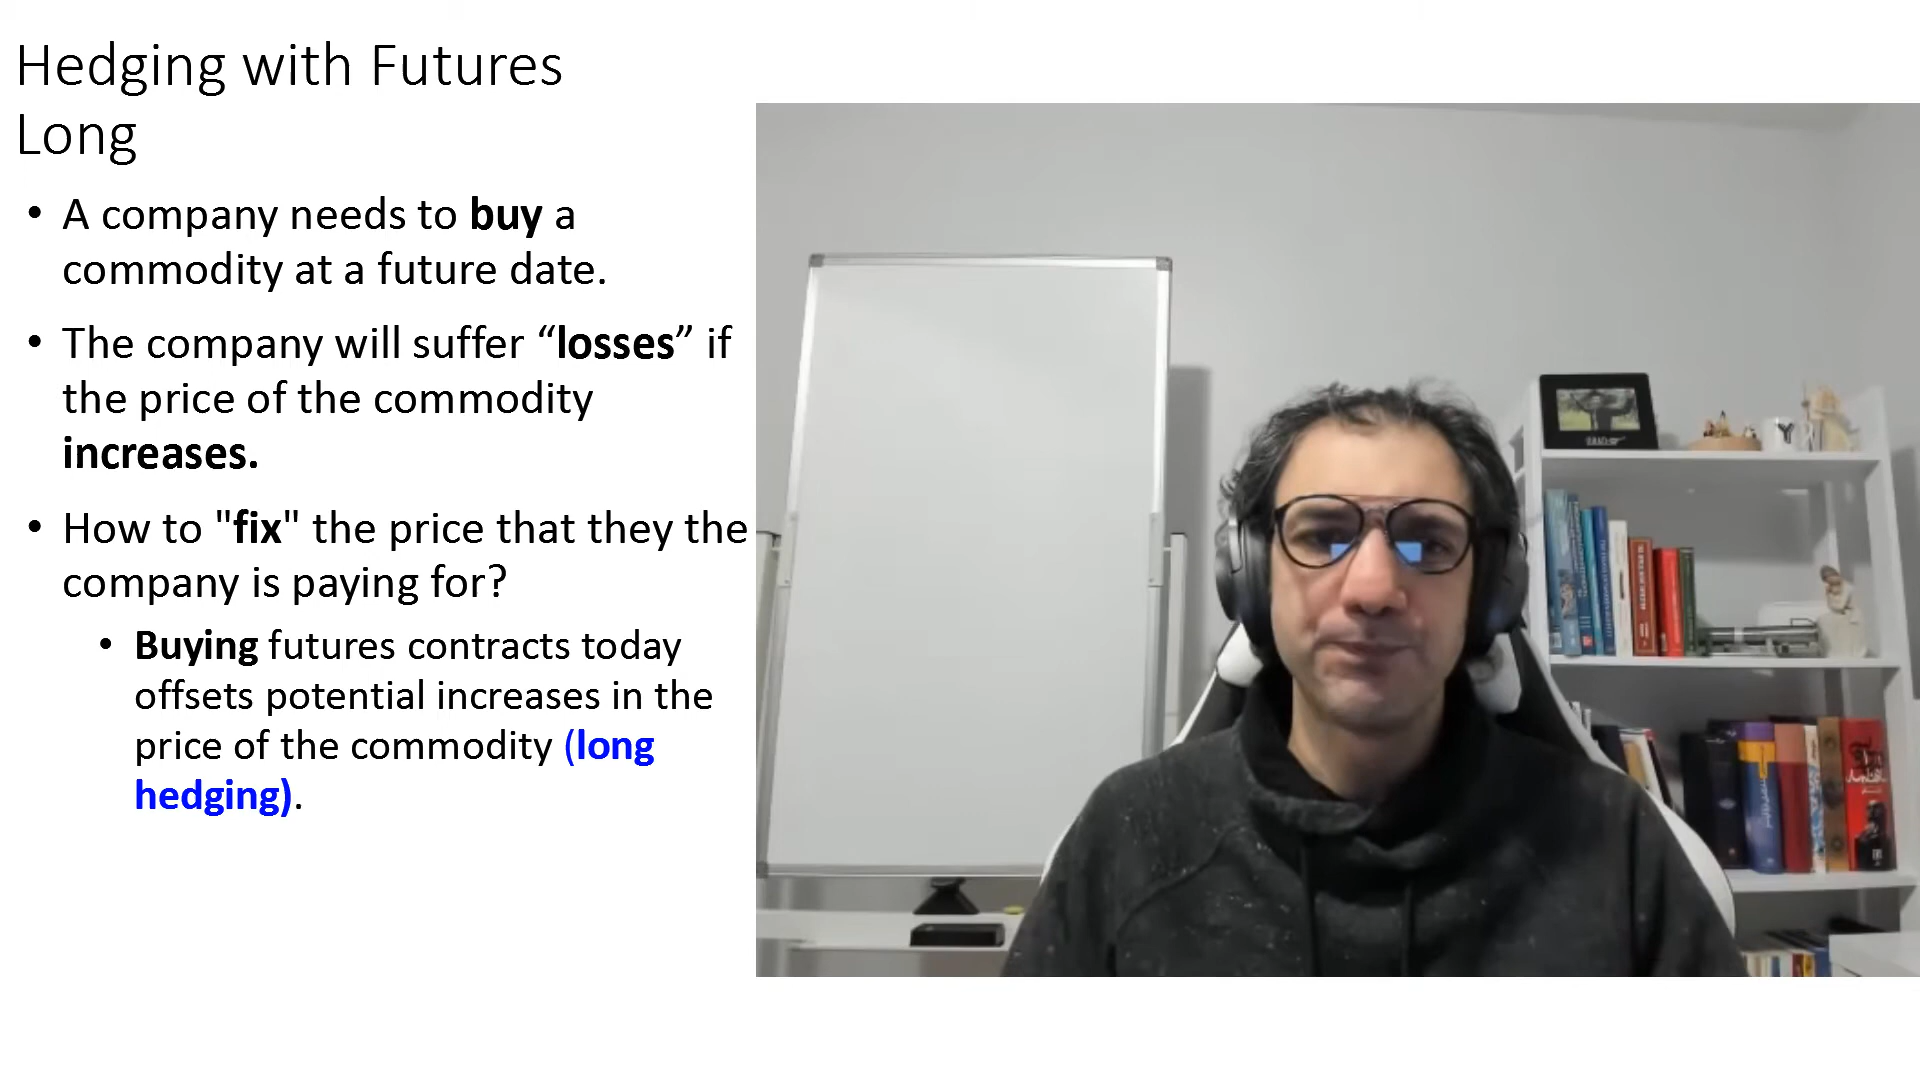 Hedging with Futures
Long
• A company needs to buy a
commodity at a future date.
• The company will suffer “losses” if
the price of the commodity
increases.
• How to "fix" the price that they the
company is paying for?
• Buying futures contracts today
offsets potential increases in the
price of the commodity (long
hedging).
Y